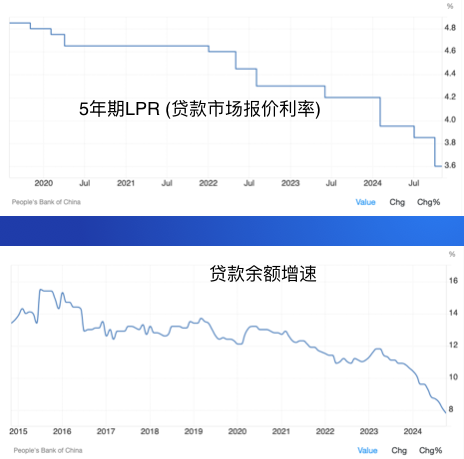 %
4.8
4.6
4.4
4.2
4.0
3.8
3.6
5年期LPR (贷款市场报价利率)
2020 Jul 2021 Jul 2022 Jul 2023 Jul 2024 Jul
People's Bank of China Value Chg Chg%
%
贷款余额增速
16
14
12
10
8
2015 2016 2017 2018 2019 2020 2021 2022 2023 2024
People's Bank of China Value Chg Chg%